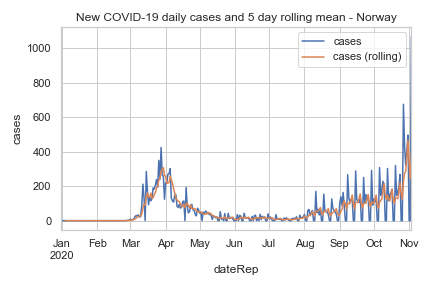 New COVID-19 daily cases and 5 day rolling mean - Norway
cases
cases (rolling)
1000
800
600
400
200
0
cases
Jan Feb Mar Apr May Jun Jul Aug Sep Oct Nov
2020
dateRep